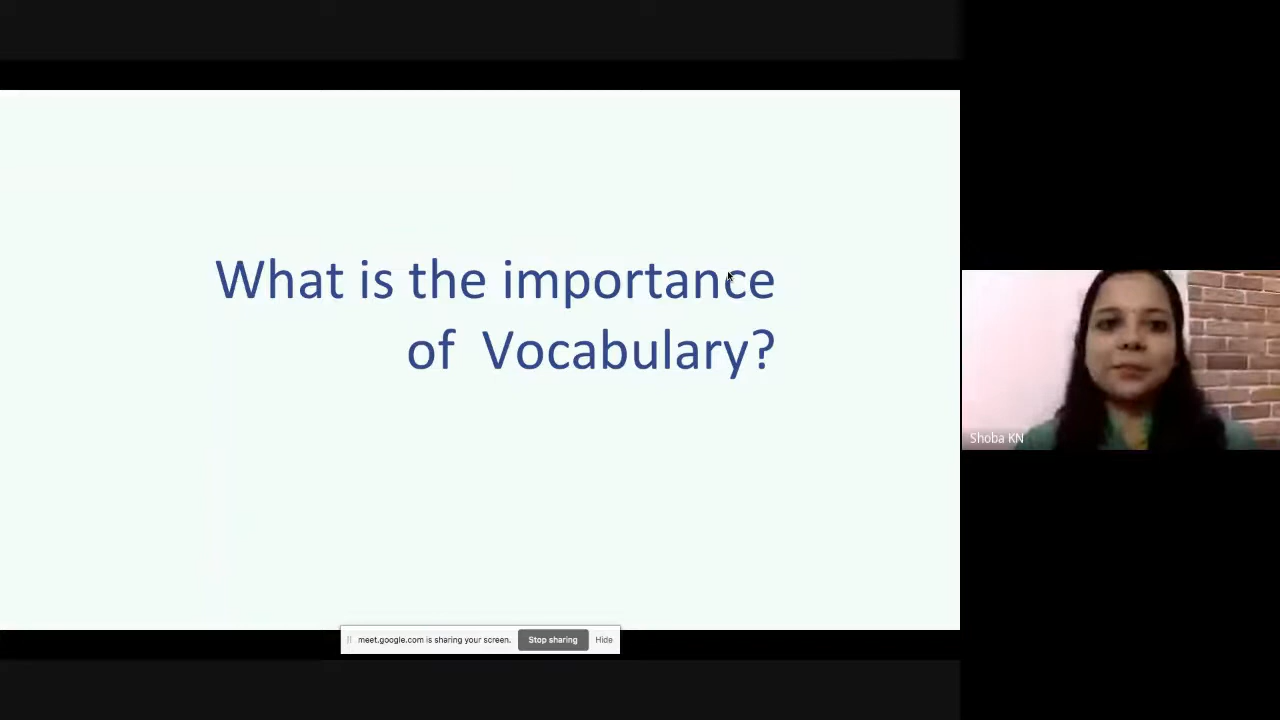 What is the importance
of Vocabulary?
Shoba KN
meet.google.com is sharing your screen. Stop sharing Hide